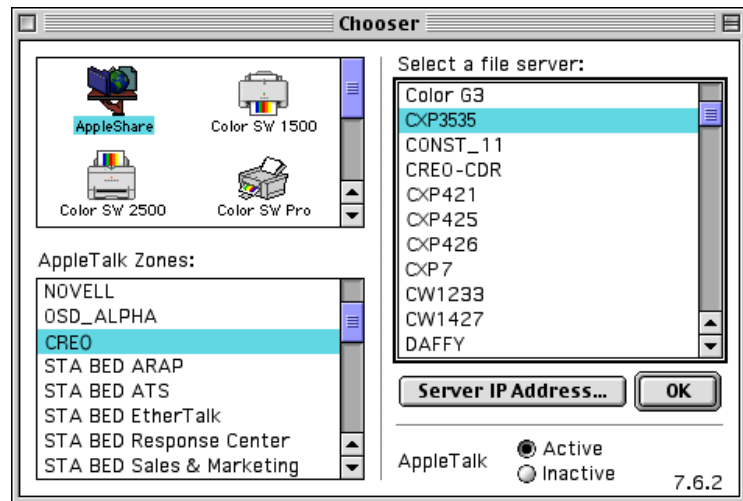 Chooser
AppleShare
Color SW 1500
Color SW 2500
Color SW Pro
AppleTalk Zones:
NOVELL
OSD_ALPHA
CREO
STA BED ARAP
STA BED ATS
STA BED EtherTalk
STA BED Response Center
STA BED Sales & Marketing
Select a file server:
Color G3
CXP3535
CONST_11
CREO-CDR
CXP421
CXP425
CXP426
CXP7
CW1233
CW1427
DAFFY
Server IP Address...
OK
AppleTalk
Active
Inactive
7.6.2